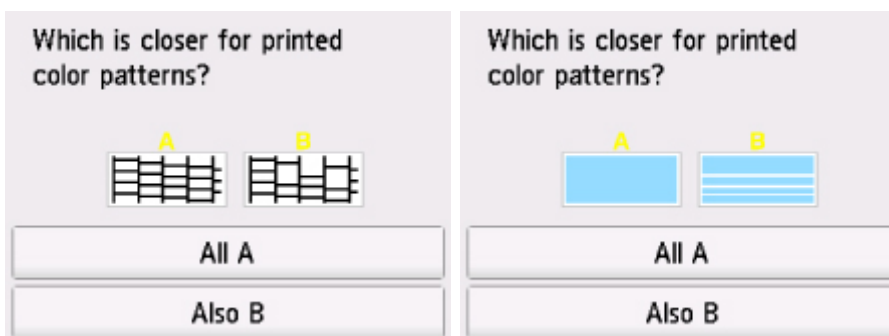 Which is closer for printed
color patterns?
A B
All A
Also B
Which is closer for printed
color patterns?
A B
All A
Also B